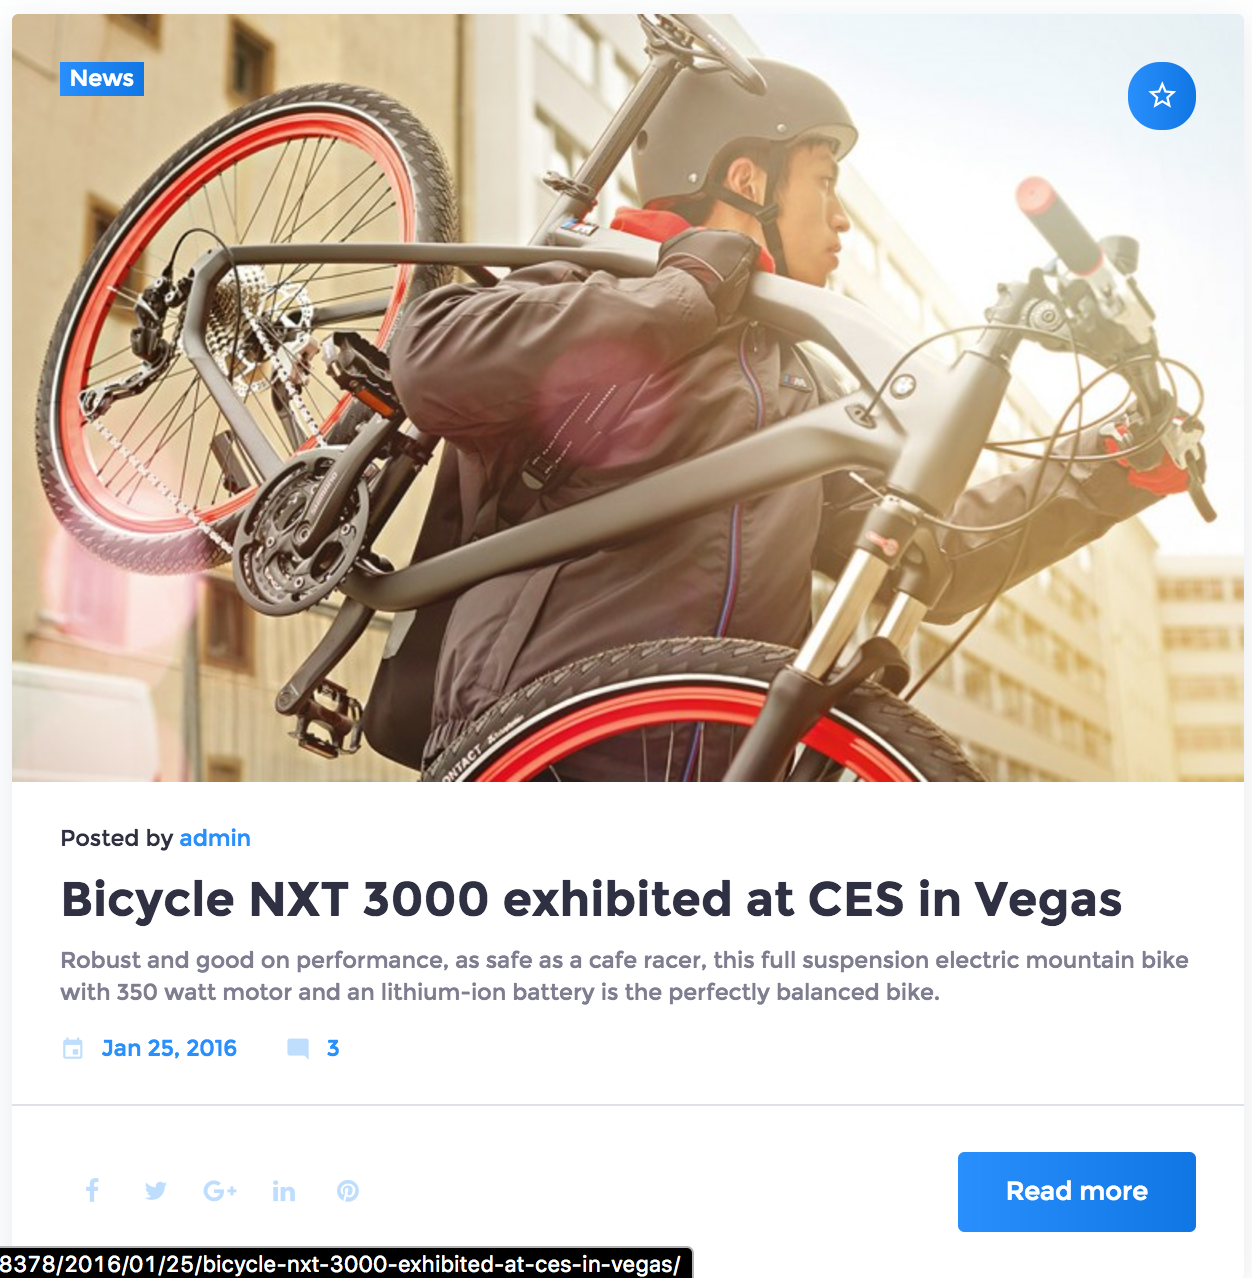 News
CONTACT
Posted by admin
Bicycle NXT 3000 exhibited at CES in Vegas
Robust and good on performance, as safe as a cafe racer, this full suspension electric mountain bike
with 350 watt motor and an lithium-ion battery is the perfectly balanced bike.
Jan 25, 2016 3
Read more
8378/2016/01/25/bicycle-nxt-3000-exhibited-at-ces-in-vegas/